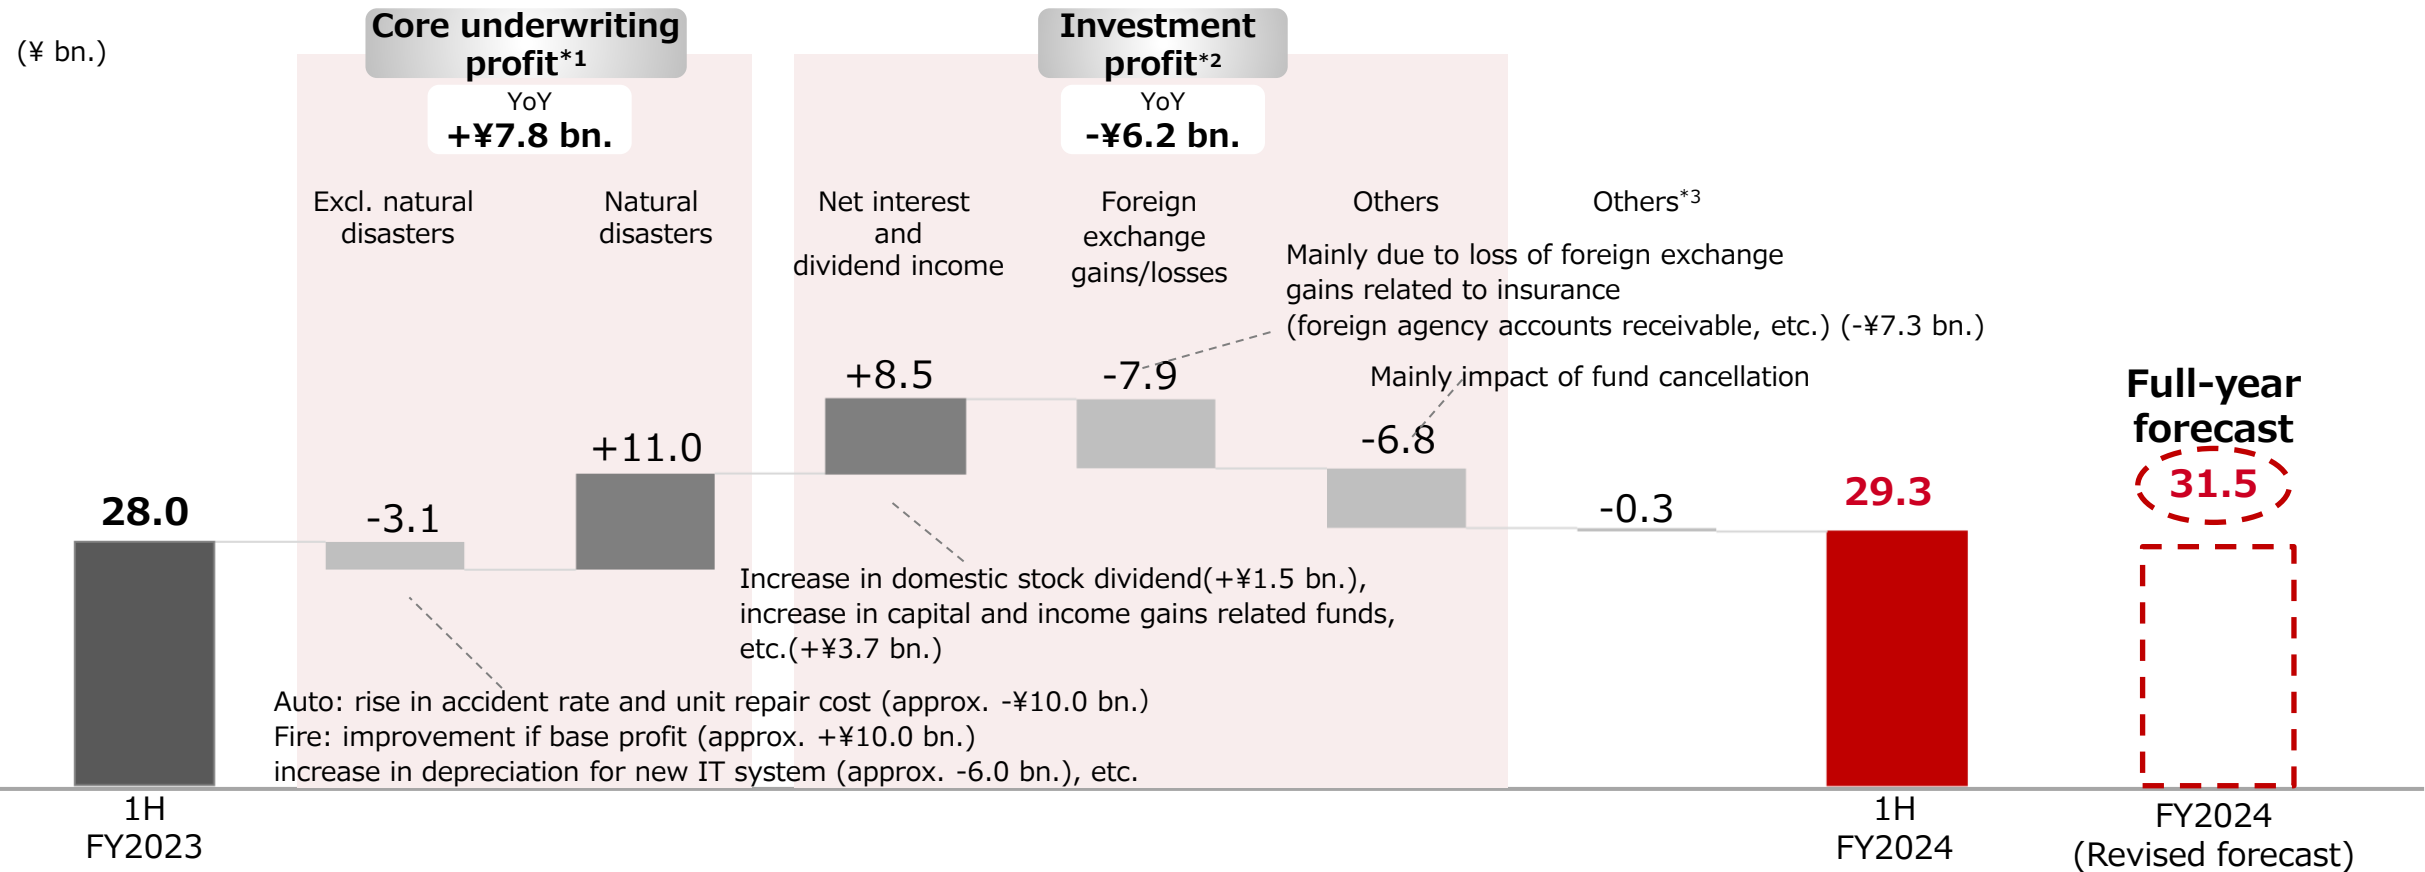 (¥ bn.)
Core underwriting
profit*1
YoY
+¥7.8 bn.
Investment
profit*2
YoY
-¥6.2 bn.
Excl. natural
disasters
Natural
disasters
Net interest
and
dividend income
Foreign
exchange
gains/losses
Others
Others*3
Mainly due to loss of foreign exchange
gains related to insurance
(foreign agency accounts receivable, etc.) (-¥7.3 bn.)
Mainly impact of fund cancellation
28.0
-3.1
+11.0
+8.5
-7.9
-6.8
-0.3
29.3
Full-year
forecast
31.5
Increase in domestic stock dividend(+¥1.5 bn.),
increase in capital and income gains related funds,
etc.(+¥3.7 bn.)
Auto: rise in accident rate and unit repair cost (approx. -¥10.0 bn.)
Fire: improvement if base profit (approx. +¥10.0 bn.)
increase in depreciation for new IT system (approx. -6.0 bn.), etc.
1H
FY2023
1H
FY2024
FY2024
(Revised forecast)